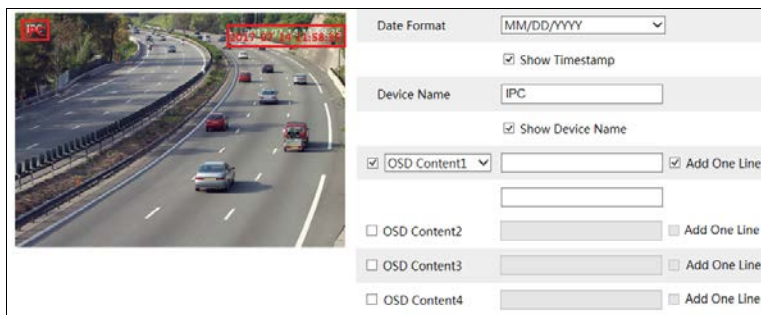 IPC
Date Format MM/DD/YYYY
Show Timestamp
Device Name IPC
Show Device Name
OSD Content1 Add One Line
OSD Content2 Add One Line
OSD Content3 Add One Line
OSD Content4 Add One Line